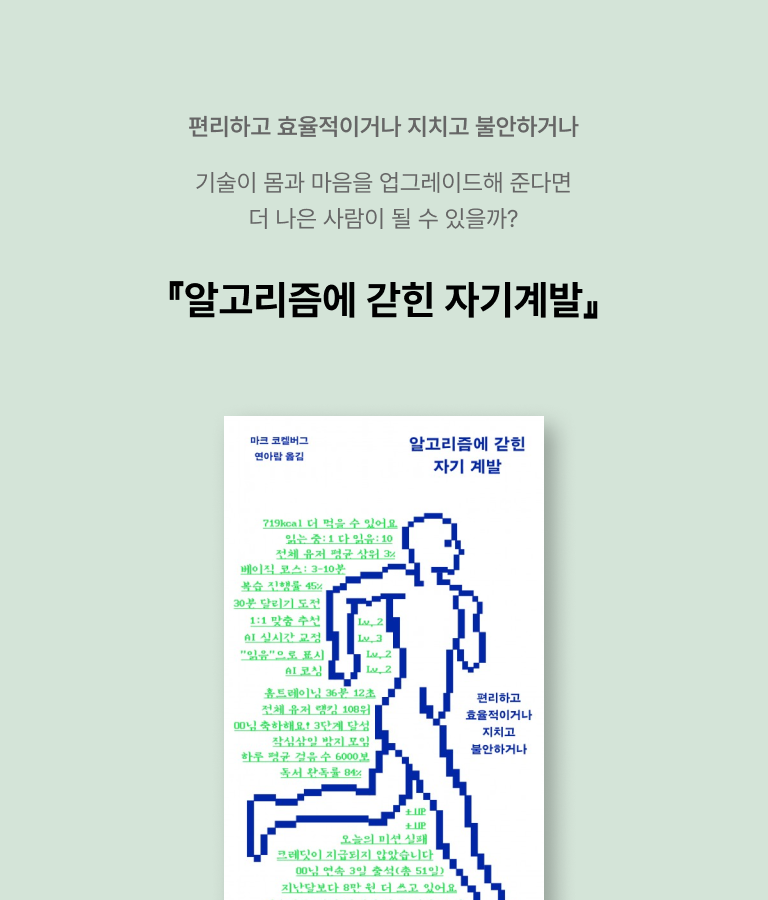 편리하고 효율적이거나 지치고 불안하거나
기술이 몸과 마음을 업그레이드해 준다면
더 나은 사람이 될 수 있을까?
『알고리즘에 갇힌 자기계발』
마크 코켈버그
연아람 옮김
알고리즘에 갇힌
자기 계발
719kcal 더 먹을 수 있어요
읽는 중:1 다 읽음:10
전체 유저 평균 상위 3%
베이직 코스: 3-10분
복습 진행률 45%
30분 달리기 도전
1:1 맞춤 추천
Lv.2
AI 실시간 교정
Lv.3
"읽음"으로 표시
Lv.2
AI 코칭
Lv.2
홈트레이닝 36분 12초
전체 유저 랭킹 108위
00님 축하해요! 3단계 달성
작심삼일 방지 모임
하루 평균 걸음 수 6000보
독서 완독률 84%
편리하고
효율적이거나
지치고
불안하거나
+1UP
+1UP
오늘의 미션 실패
크레딧이 지급되지 않았습니다
00님 연속 3일 출석(총 51일)
지난달보다 8만 원 더 쓰고 있어요